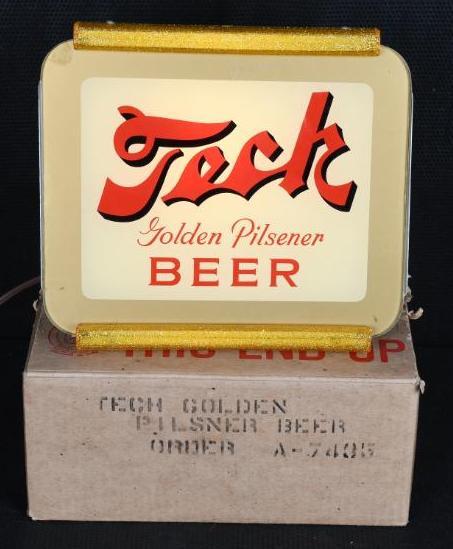 Tech
Golden Pilsener
BEER
THIS END UP
TECH GOLDEN
PILSNER BEER
ORDER A-7485